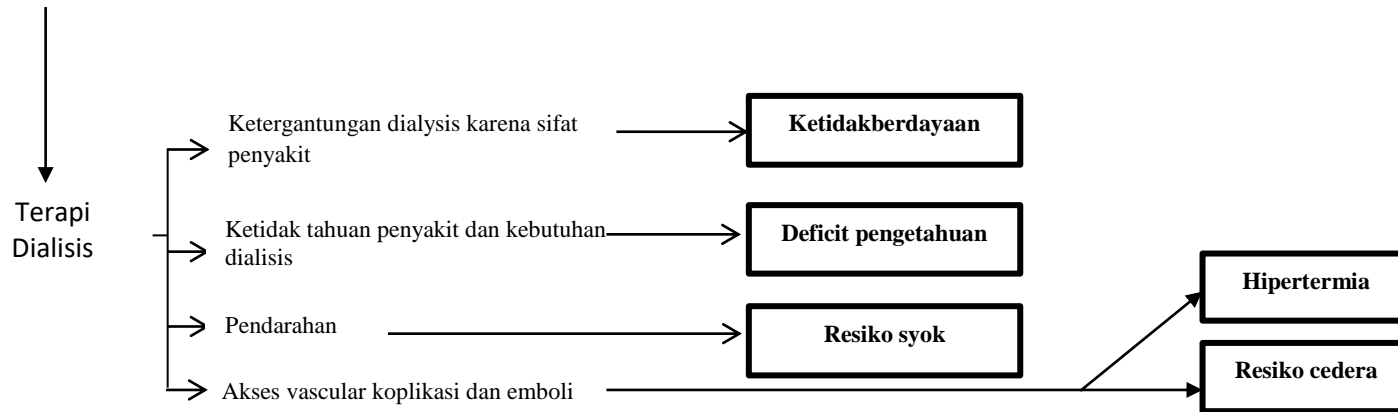 Ketergantungan dialysis karena sifat
penyakit
Ketidakberdayaan
Terapi
Dialisis
Ketidak tahuan penyakit dan kebutuhan
dialisis
Deficit pengetahuan
Hipertermia
Pendarahan
Resiko syok
Akses vascular koplikasi dan emboli
Resiko cedera